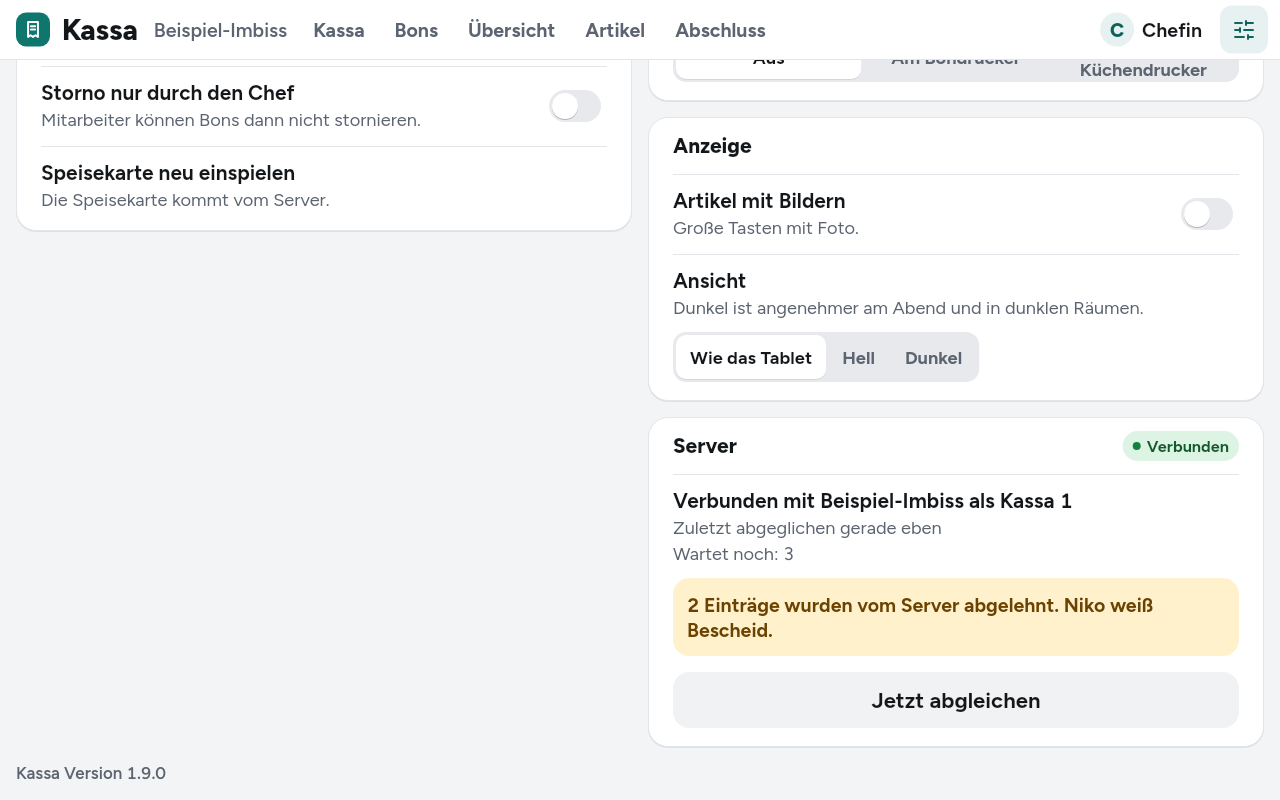 Kassa Beispiel-Imbiss Kassa Bons Übersicht Artikel Abschluss C Chefin
Storno nur durch den Chef
Mitarbeiter können Bons dann nicht stornieren.
Speisekarte neu einspielen
Die Speisekarte kommt vom Server.
Aus Am Bondrucker
Küchendrucker
Anzeige
Artikel mit Bildern
Große Tasten mit Foto.
Ansicht
Dunkel ist angenehmer am Abend und in dunklen Räumen.
Wie das Tablet Hell Dunkel
Server Verbunden
Verbunden mit Beispiel-Imbiss als Kassa 1
Zuletzt abgeglichen gerade eben
Wartet noch: 3
2 Einträge wurden vom Server abgelehnt. Niko weiß
Bescheid.
Jetzt abgleichen
Kassa Version 1.9.0